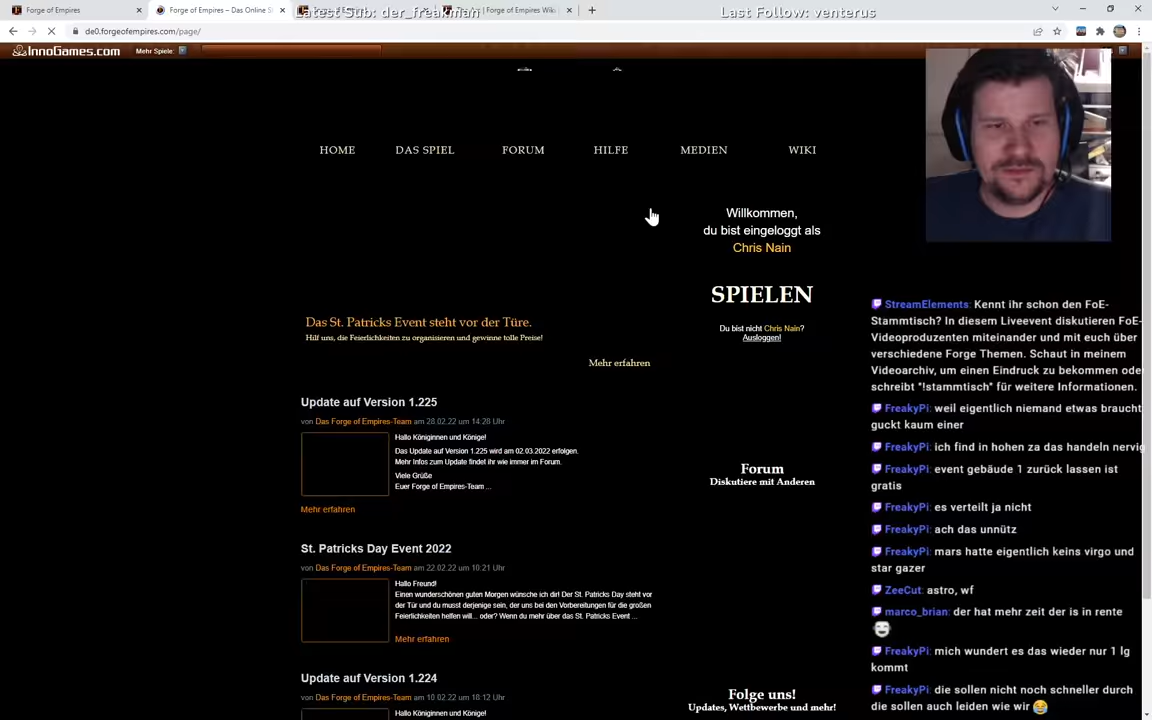 Forge of Empires
Forge of Empires – Das Online S
Forge of Empires Wiki
Latest Sub: der_freakman
Last Follow: venterus
de0.forgeofempires.com/page/
InnoGames.com
Mehr Spiele:
HOME
DAS SPIEL
FORUM
HILFE
MEDIEN
WIKI
Willkommen,
du bist eingeloggt als
Chris Nain
SPIELEN
Du bist nicht Chris Nain?
Ausloggen!
Das St. Patricks Event steht vor der Türe.
Hilf uns, die Feierlichkeiten zu organisieren und gewinne tolle Preise!
Mehr erfahren
Update auf Version 1.225
von Das Forge of Empires-Team am 28.02.22 um 14:28 Uhr
Hallo Königinnen und Könige!
Das Update auf Version 1.225 wird am 02.03.2022 erfolgen.
Mehr Infos zum Update findet ihr wie immer im Forum.
Viele Grüße
Euer Forge of Empires-Team ...
Mehr erfahren
Forum
Diskutiere mit Anderen
St. Patricks Day Event 2022
von Das Forge of Empires-Team am 22.02.22 um 10:21 Uhr
Hallo Freund!
Einen wunderschönen guten Morgen wünsche ich dir! Der St. Patricks Day steht vor
der Tür und du musst derjenige sein, der uns bei den Vorbereitungen für die großen
Feierlichkeiten helfen will... oder? Wenn du mehr über das St. Patricks Event ...
Mehr erfahren
Update auf Version 1.224
von Das Forge of Empires-Team am 10.02.22 um 18:12 Uhr
Hallo Königinnen und Könige!
Folge uns!
Updates, Wettbewerbe und mehr!
StreamElements: Kennt ihr schon den FoE-
Stammtisch? In diesem Liveevent diskutieren FoE-
Videoproduzenten miteinander und mit euch über
verschiedene Forge Themen. Schaut in meinem
Videoarchiv, um einen Eindruck zu bekommen ode
schreibt "!stammtisch" für weitere Informationen.
FreakyPi: weil eigentlich niemand etwas braucht
guckt kaum einer
FreakyPi: ich find in hohen za das handeln nervig
FreakyPi: event gebäude 1 zurück lassen ist
gratis
FreakyPi: es verteilt ja nicht
FreakyPi: ach das unnütz
FreakyPi: mars hatte eigentlich keins virgo und
star gazer
ZeeCut: astro, wf
marco_brian: der hat mehr zeit der is in rente
FreakyPi: mich wundert es das wieder nur 1 lg
kommt
FreakyPi: die sollen nicht noch schneller durch
die sollen auch leiden wie wir